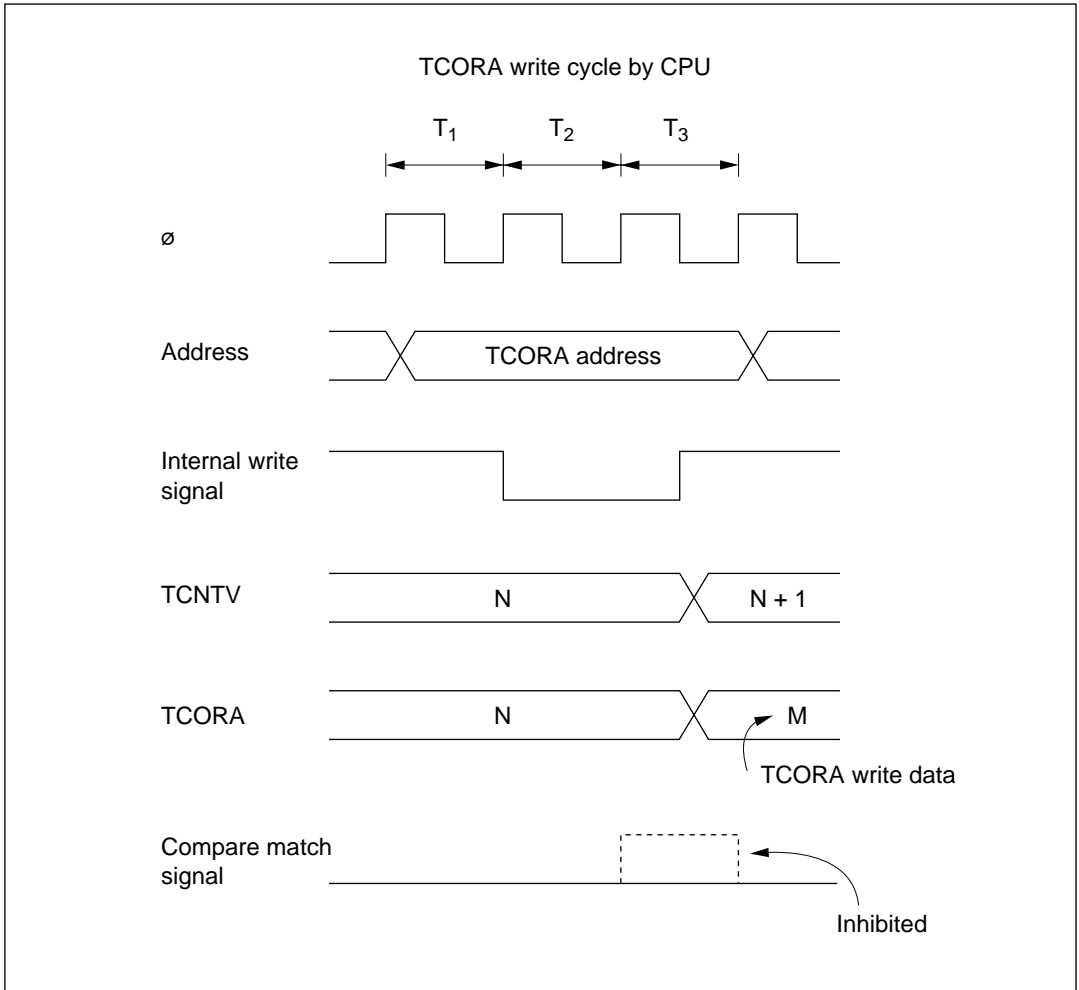 TCORA write cycle by CPU
T1 T2 T3
ø
Address TCORA address
Internal write
signal
TCNTV N N + 1
TCORA N M
TCORA write data
Compare match
signal
Inhibited